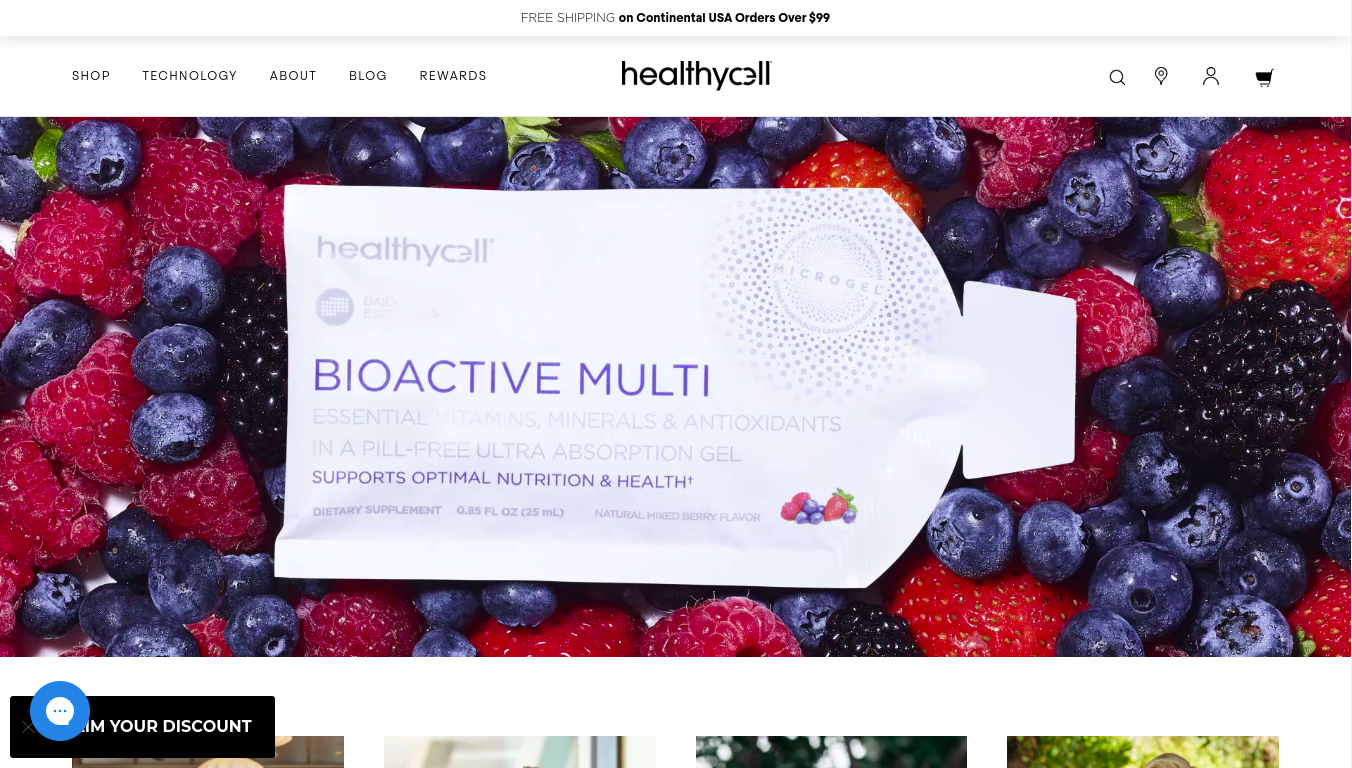 FREE SHIPPING on Continental USA Orders Over $99
SHOP TECHNOLOGY ABOUT BLOG REWARDS
healthycell
healthycell
DAILY
ESSENTIALS
MICROGEL
BIOACTIVE MULTI
ESSENTIAL VITAMINS, MINERALS & ANTIOXIDANTS
IN A PILL-FREE ULTRA ABSORPTION GEL
SUPPORTS OPTIMAL NUTRITION & HEALTH†
DIETARY SUPPLEMENT 0.85 FL OZ (25 mL) NATURAL MIXED BERRY FLAVOR
YOUR DISCOUNT